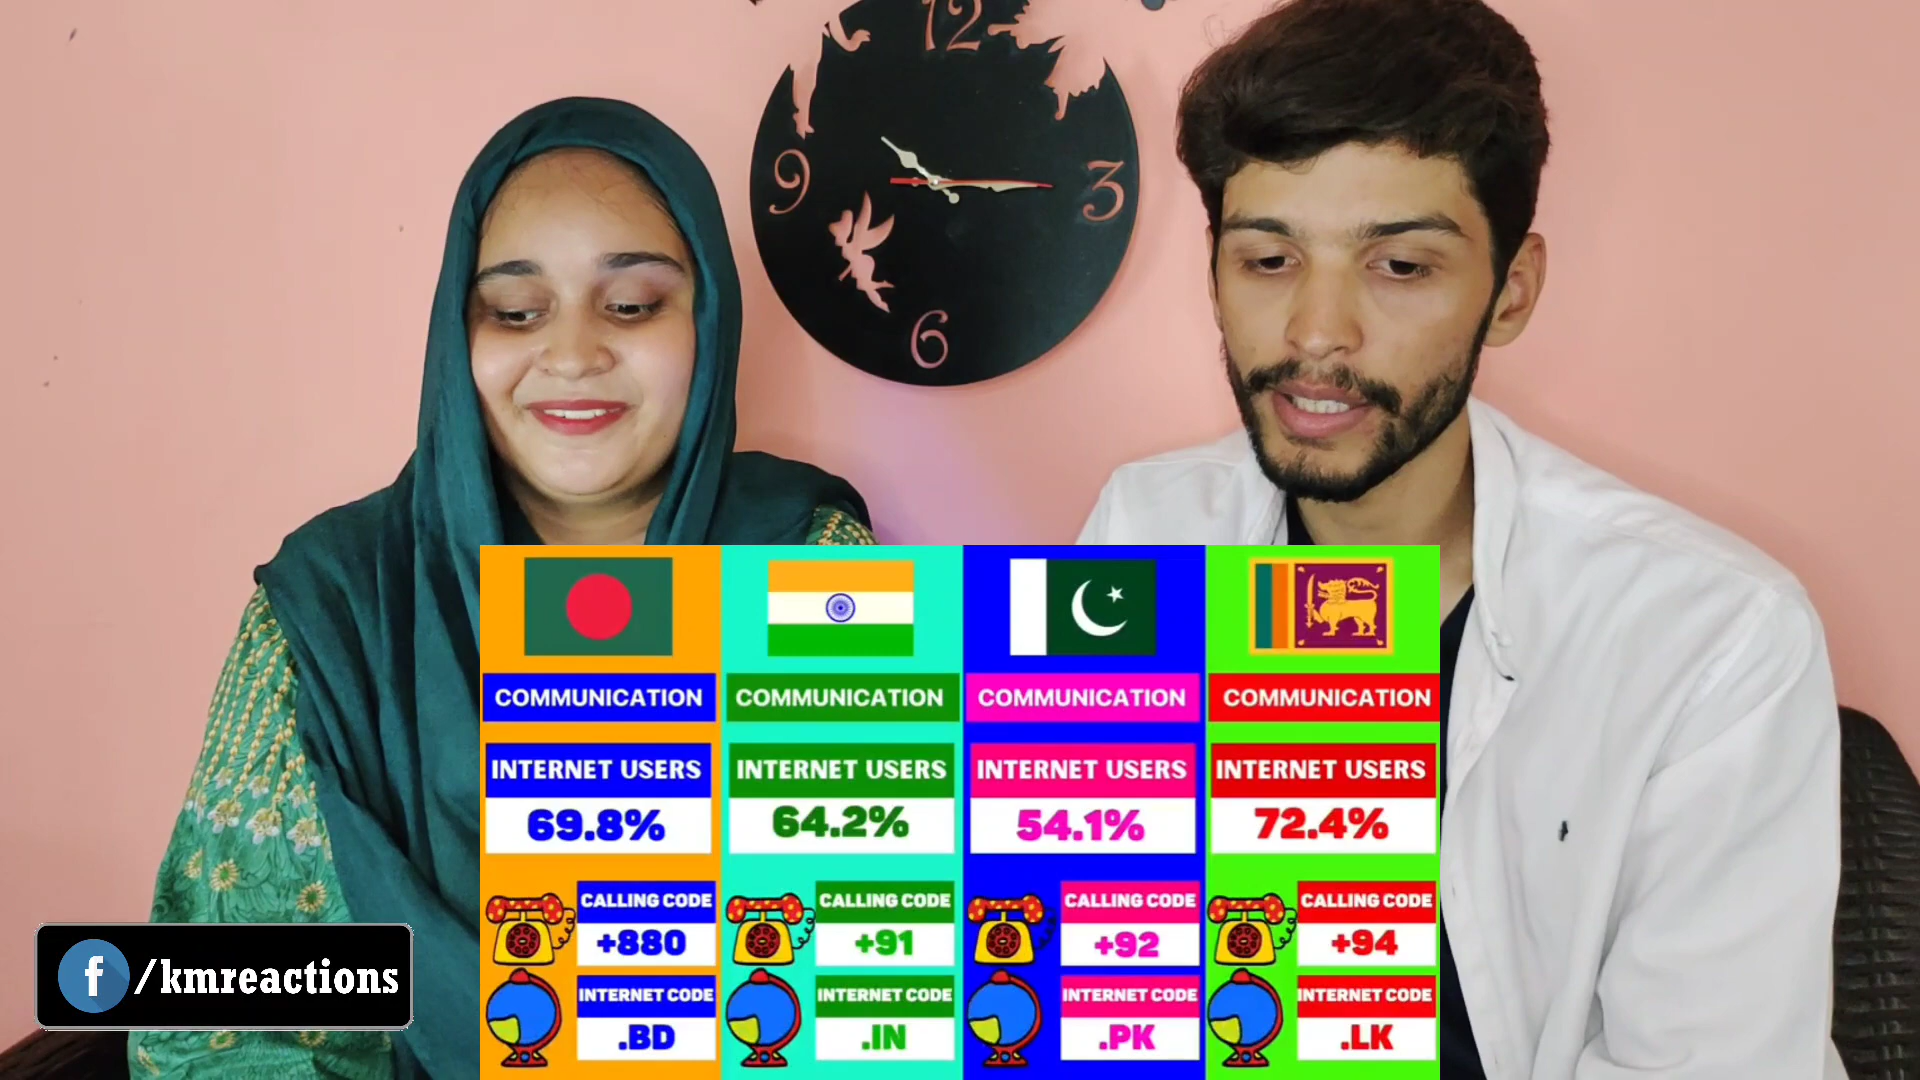 12
9
3
6
COMMUNICATION COMMUNICATION COMMUNICATION COMMUNICATION
INTERNET USERS INTERNET USERS INTERNET USERS INTERNET USERS
69.8% 64.2% 54.1% 72.4%
CALLING CODE CALLING CODE CALLING CODE CALLING CODE
+880 +91 +92 +94
INTERNET CODE INTERNET CODE INTERNET CODE INTERNET CODE
.BD .IN .PK .LK
f/kmreactions